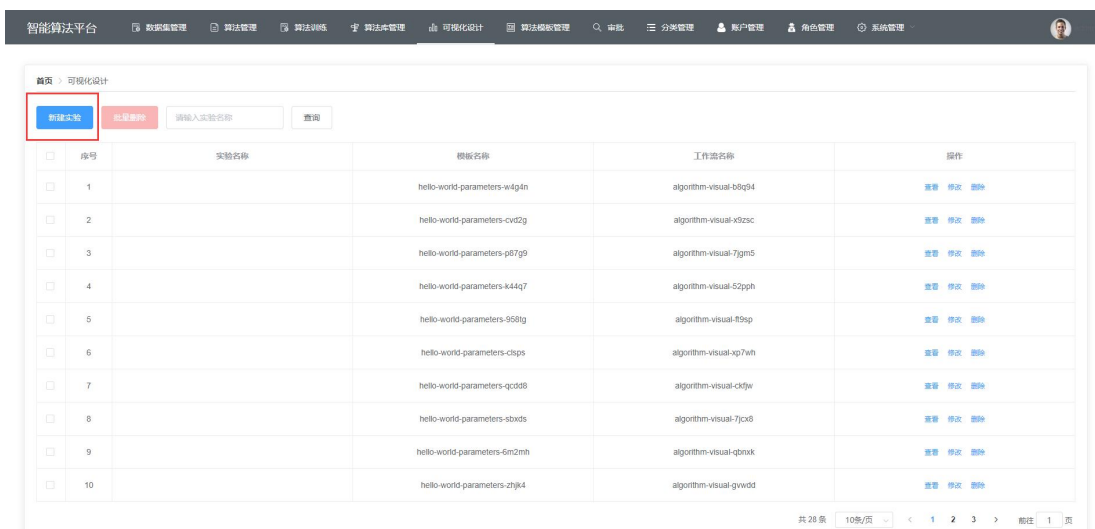 智能算法平台 数据集管理 算法管理 算法训练 算法库管理 可视化设计 算法模板管理 审批 分类管理 账户管理 角色管理 系统管理
首页 > 可视化设计
新建实验 批量删除 请输入实验名称 查询
序号 实验名称 模板名称 工作流名称 操作
1 hello-world-parameters-w4g4n algorithm-visual-b8q94 查看 修改 删除
2 hello-world-parameters-cvd2g algorithm-visual-x9zsc 查看 修改 删除
3 hello-world-parameters-p87g9 algorithm-visual-7jgm5 查看 修改 删除
4 hello-world-parameters-k44q7 algorithm-visual-52pph 查看 修改 删除
5 hello-world-parameters-958tg algorithm-visual-ft9sp 查看 修改 删除
6 hello-world-parameters-clsps algorithm-visual-xp7wh 查看 修改 删除
7 hello-world-parameters-qcdd8 algorithm-visual-ckfjw 查看 修改 删除
8 hello-world-parameters-sbxds algorithm-visual-7jcx8 查看 修改 删除
9 hello-world-parameters-6m2mh algorithm-visual-qbnxk 查看 修改 删除
10 hello-world-parameters-zhjk4 algorithm-visual-gvwdd 查看 修改 删除
共 28 条 10条/页 < 1 2 3 > 前往 1 页